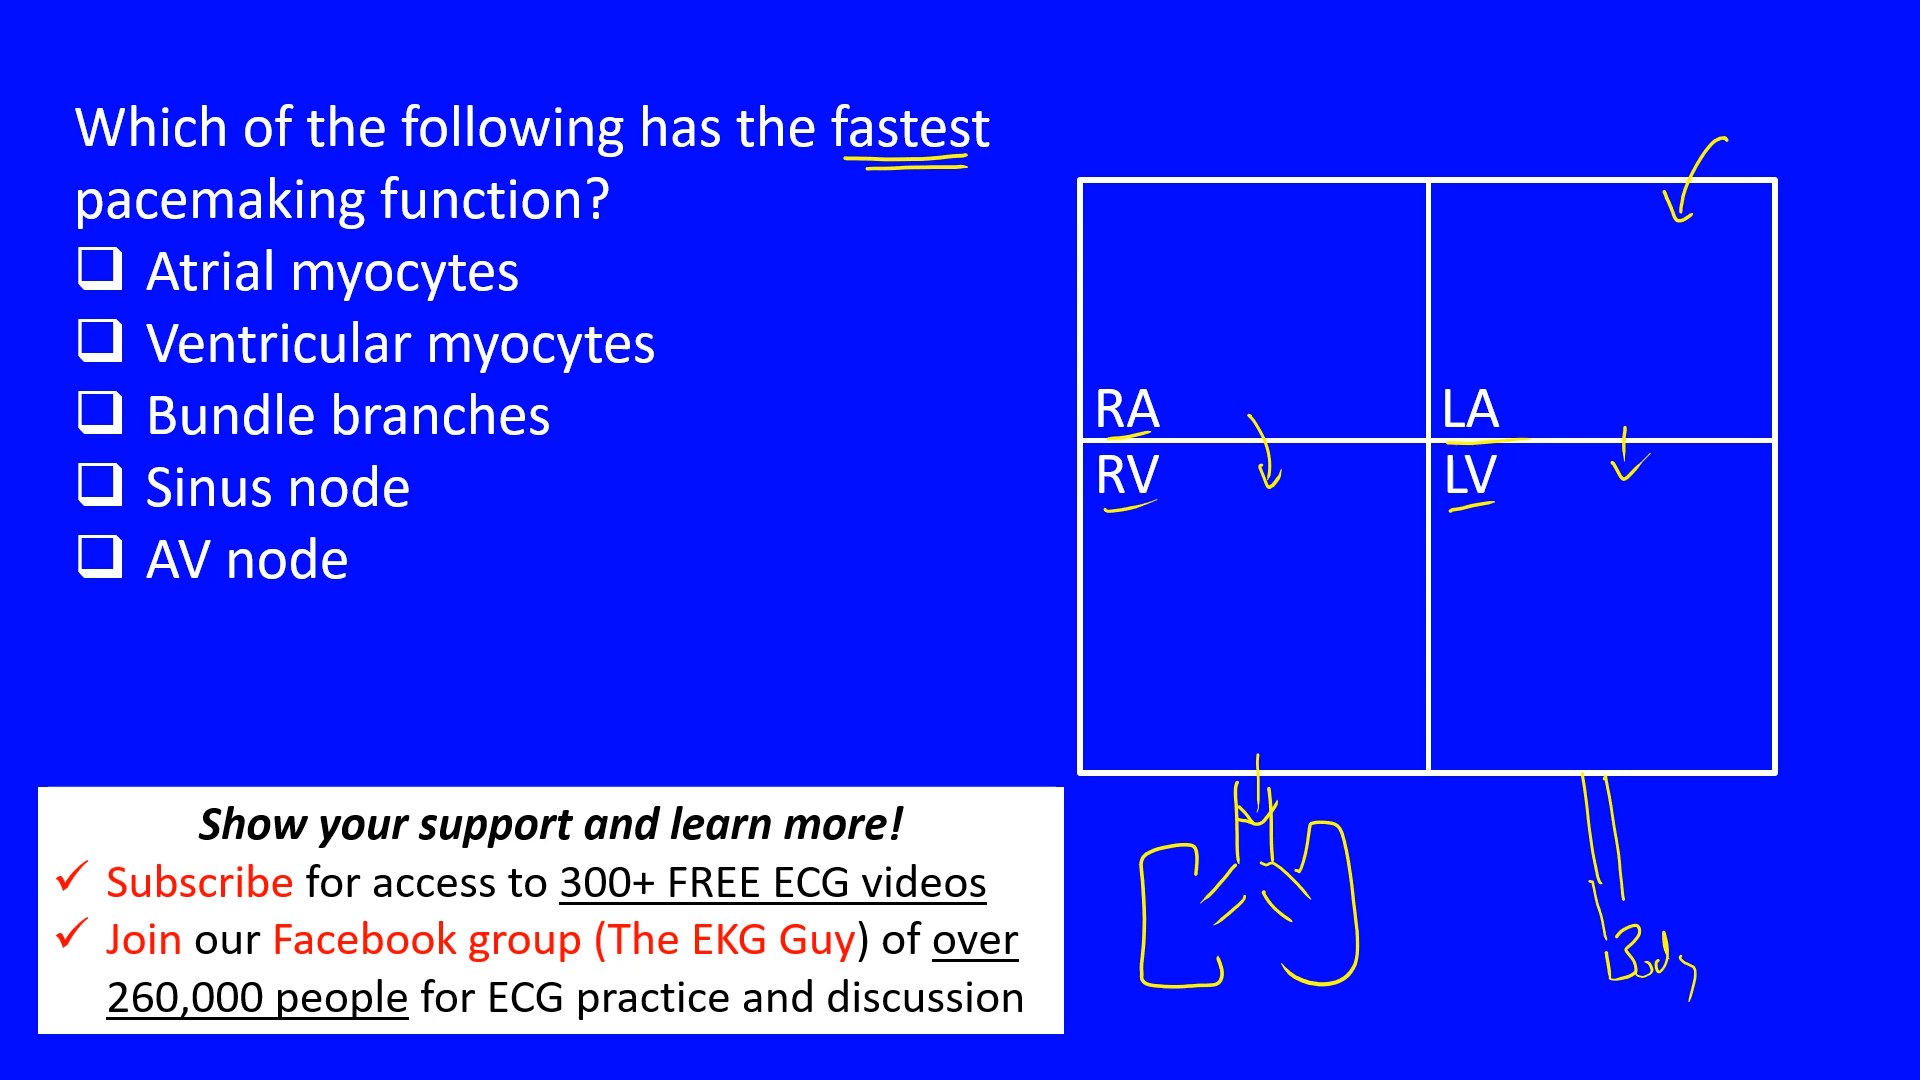 Which of the following has the fastest
pacemaking function?
Atrial myocytes
Ventricular myocytes
Bundle branches
Sinus node
AV node
RA
LA
RV
LV
Body
Show your support and learn more!
Subscribe for access to 300+ FREE ECG videos
Join our Facebook group (The EKG Guy) of over
260,000 people for ECG practice and discussion